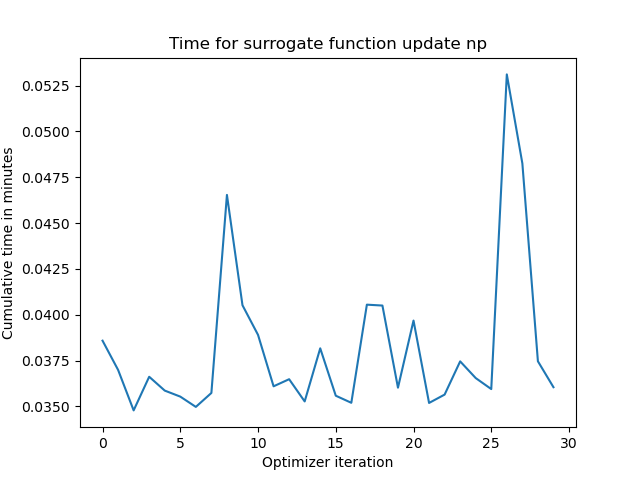 Time for surrogate function update np
Cumulative time in minutes
0.0525
0.0500
0.0475
0.0450
0.0425
0.0400
0.0375
0.0350
0 5 10 15 20 25 30
Optimizer iteration